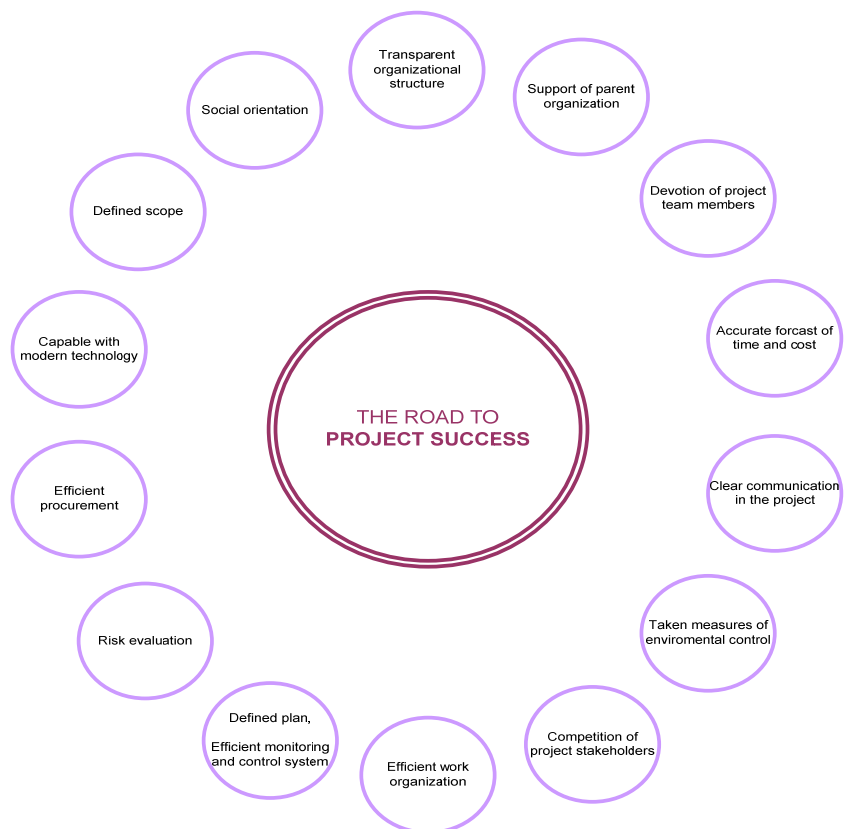 Transparent
organizational
structure
Support of parent
organization
Devotion of project
team members
Accurate forcast of
time and cost
Clear communication
in the project
Taken measures of
enviromental control
Competition of
project stakeholders
Efficient work
organization
Defined plan,
Efficient monitoring
and control system
Risk evaluation
Efficient
procurement
Capable with
modern technology
Defined scope
Social orientation
THE ROAD TO
PROJECT SUCCESS